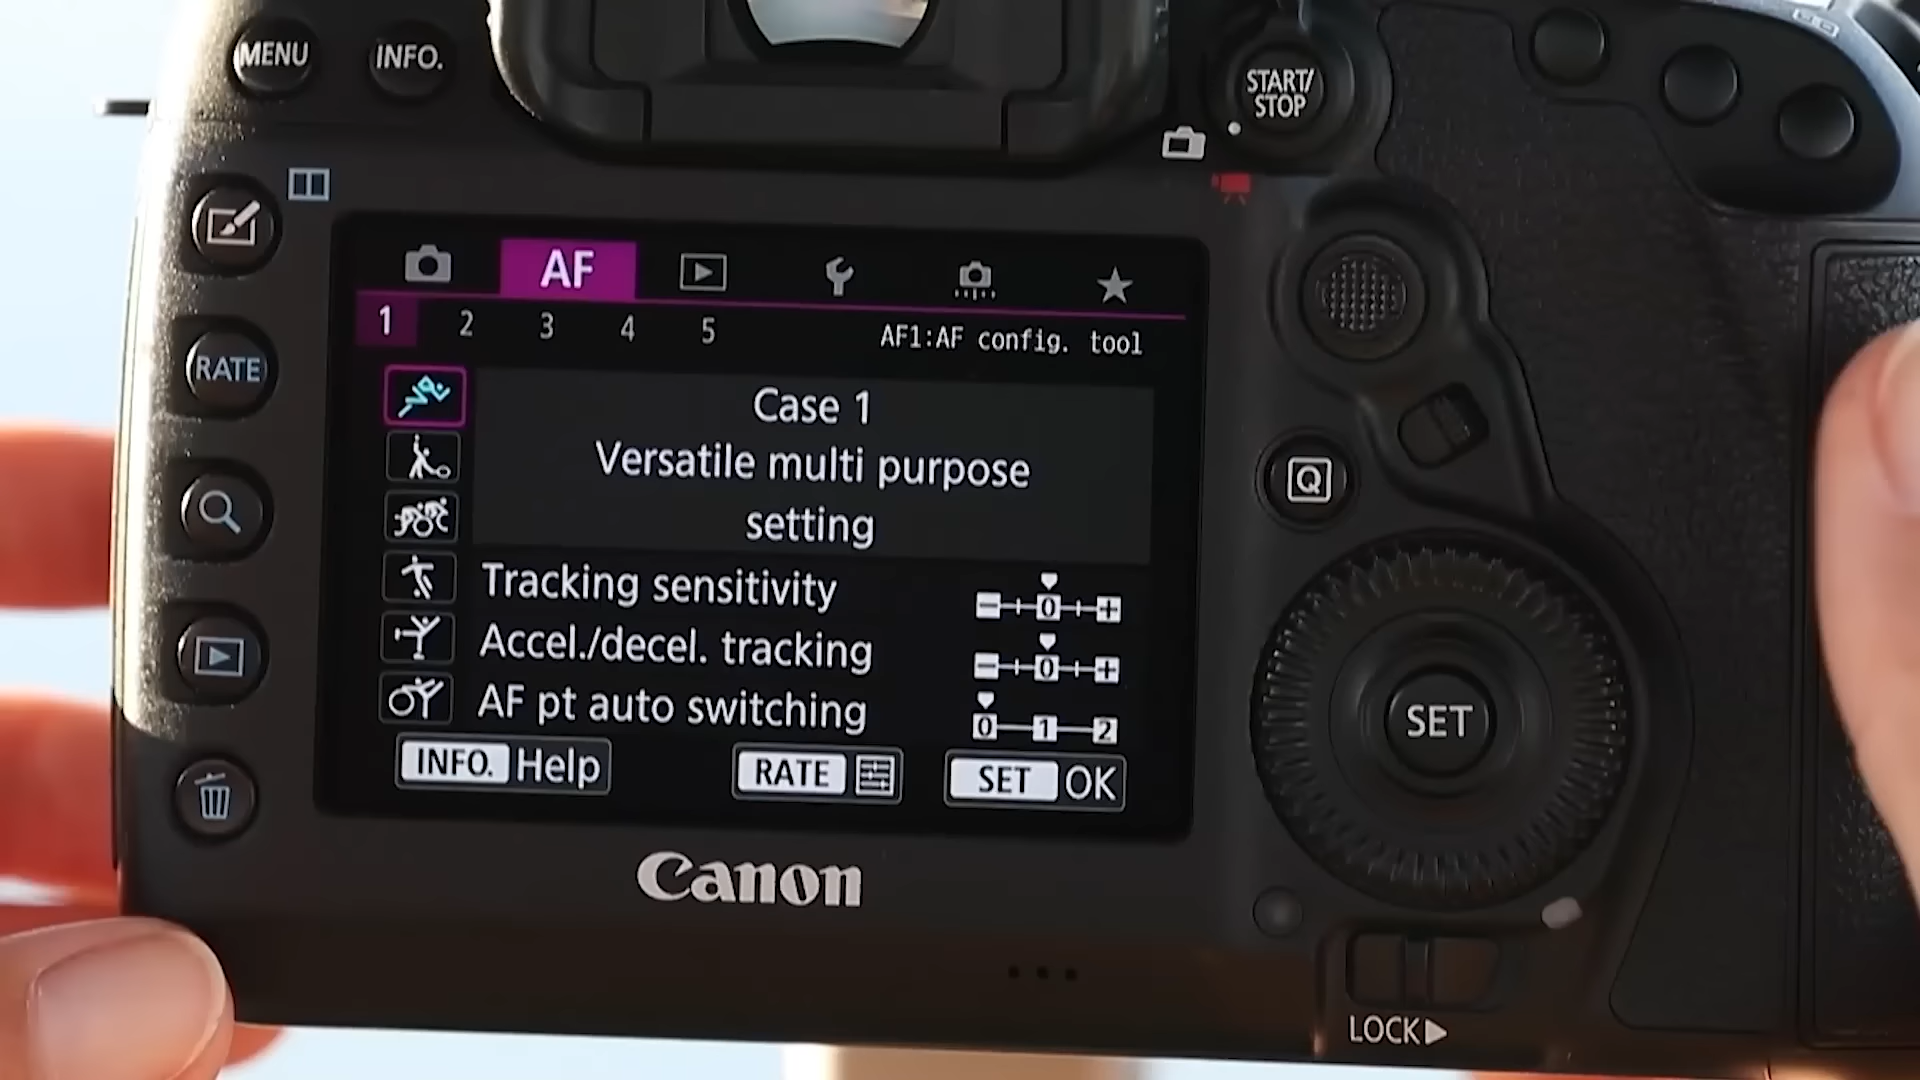 MENU
INFO.
START/
STOP
RATE
AF
1 2 3 4 5
AF1:AF config. tool
Case 1
Versatile multi purpose
setting
Tracking sensitivity
- 0 +
Accel./decel. tracking
- 0 +
AF pt auto switching
0 1 2
INFO. Help
RATE
SET OK
Q
SET
Canon
LOCK▶